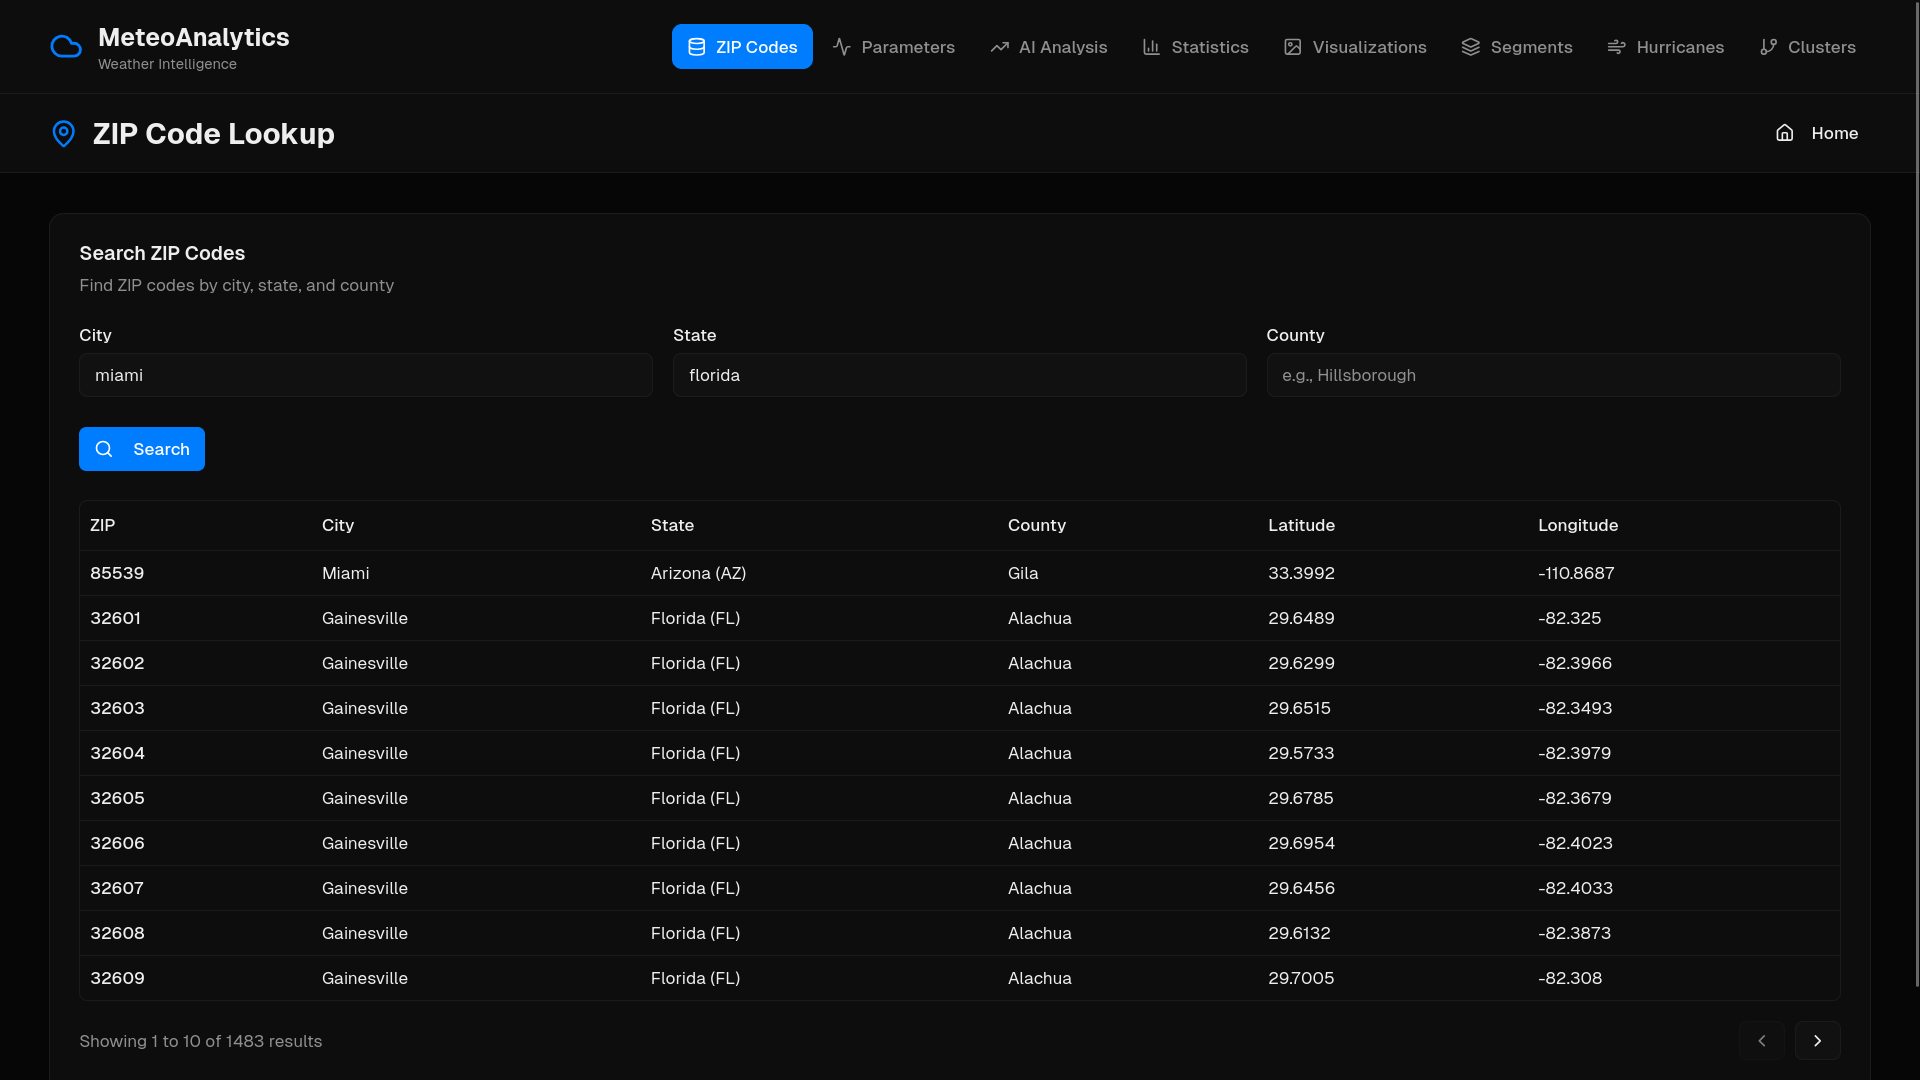 MeteoAnalytics
Weather Intelligence
ZIP Codes
Parameters
AI Analysis
Statistics
Visualizations
Segments
Hurricanes
Clusters
ZIP Code Lookup
Home
Search ZIP Codes
Find ZIP codes by city, state, and county
City State County
miami florida e.g., Hillsborough
Search
ZIP City State County Latitude Longitude
85539 Miami Arizona (AZ) Gila 33.3992 -110.8687
32601 Gainesville Florida (FL) Alachua 29.6489 -82.325
32602 Gainesville Florida (FL) Alachua 29.6299 -82.3966
32603 Gainesville Florida (FL) Alachua 29.6515 -82.3493
32604 Gainesville Florida (FL) Alachua 29.5733 -82.3979
32605 Gainesville Florida (FL) Alachua 29.6785 -82.3679
32606 Gainesville Florida (FL) Alachua 29.6954 -82.4023
32607 Gainesville Florida (FL) Alachua 29.6456 -82.4033
32608 Gainesville Florida (FL) Alachua 29.6132 -82.3873
32609 Gainesville Florida (FL) Alachua 29.7005 -82.308
Showing 1 to 10 of 1483 results